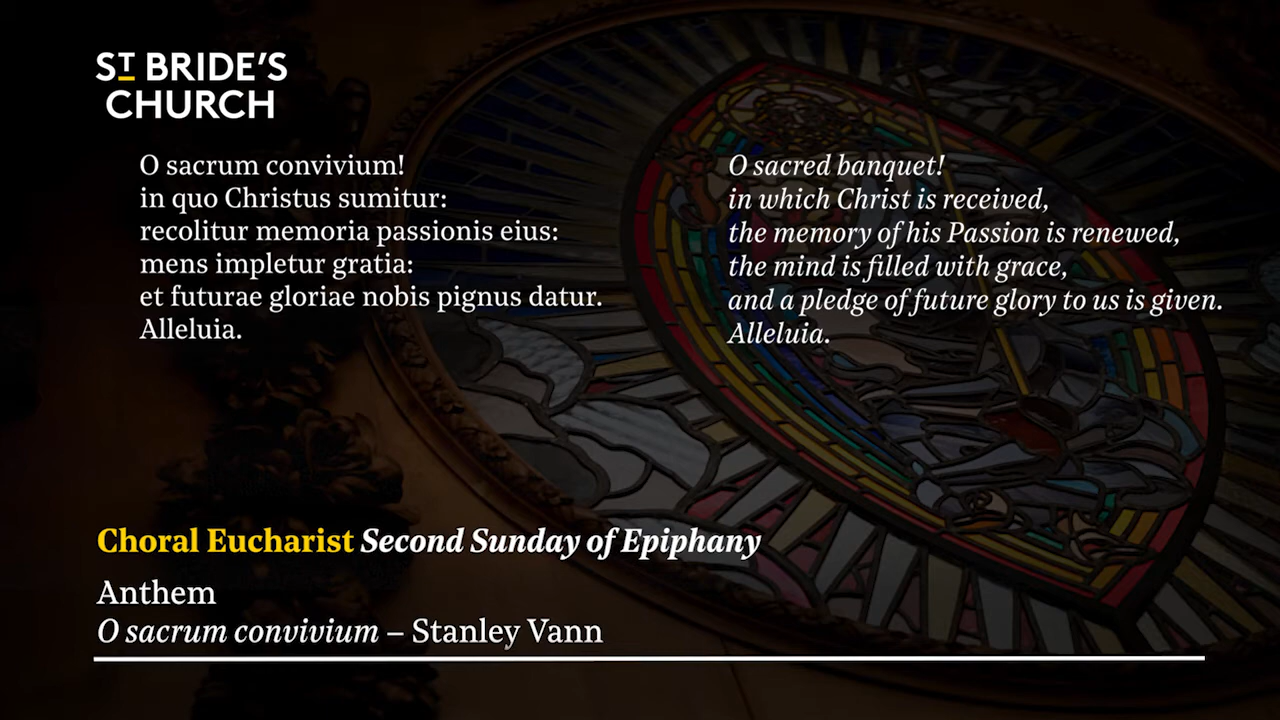 ST BRIDE'S
CHURCH
O sacrum convivium!
in quo Christus sumitur:
recolitur memoria passionis eius:
mens impletur gratia:
et futurae gloriae nobis pignus datur.
Alleluia.
O sacred banquet!
in which Christ is received,
the memory of his Passion is renewed,
the mind is filled with grace,
and a pledge of future glory to us is given.
Alleluia.
Choral Eucharist Second Sunday of Epiphany
Anthem
O sacrum convivium – Stanley Vann